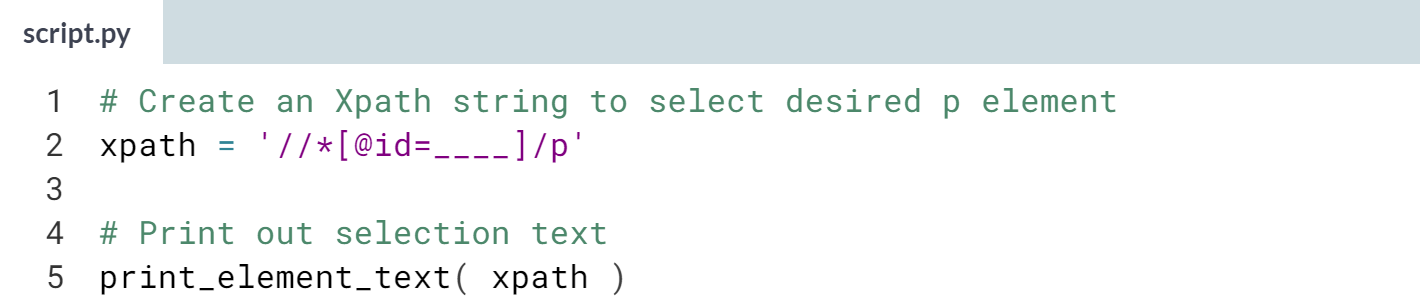 script.py
1 # Create an Xpath string to select desired p element
2 xpath = '//*[@id=____]/p'
3
4 # Print out selection text
5 print_element_text( xpath )